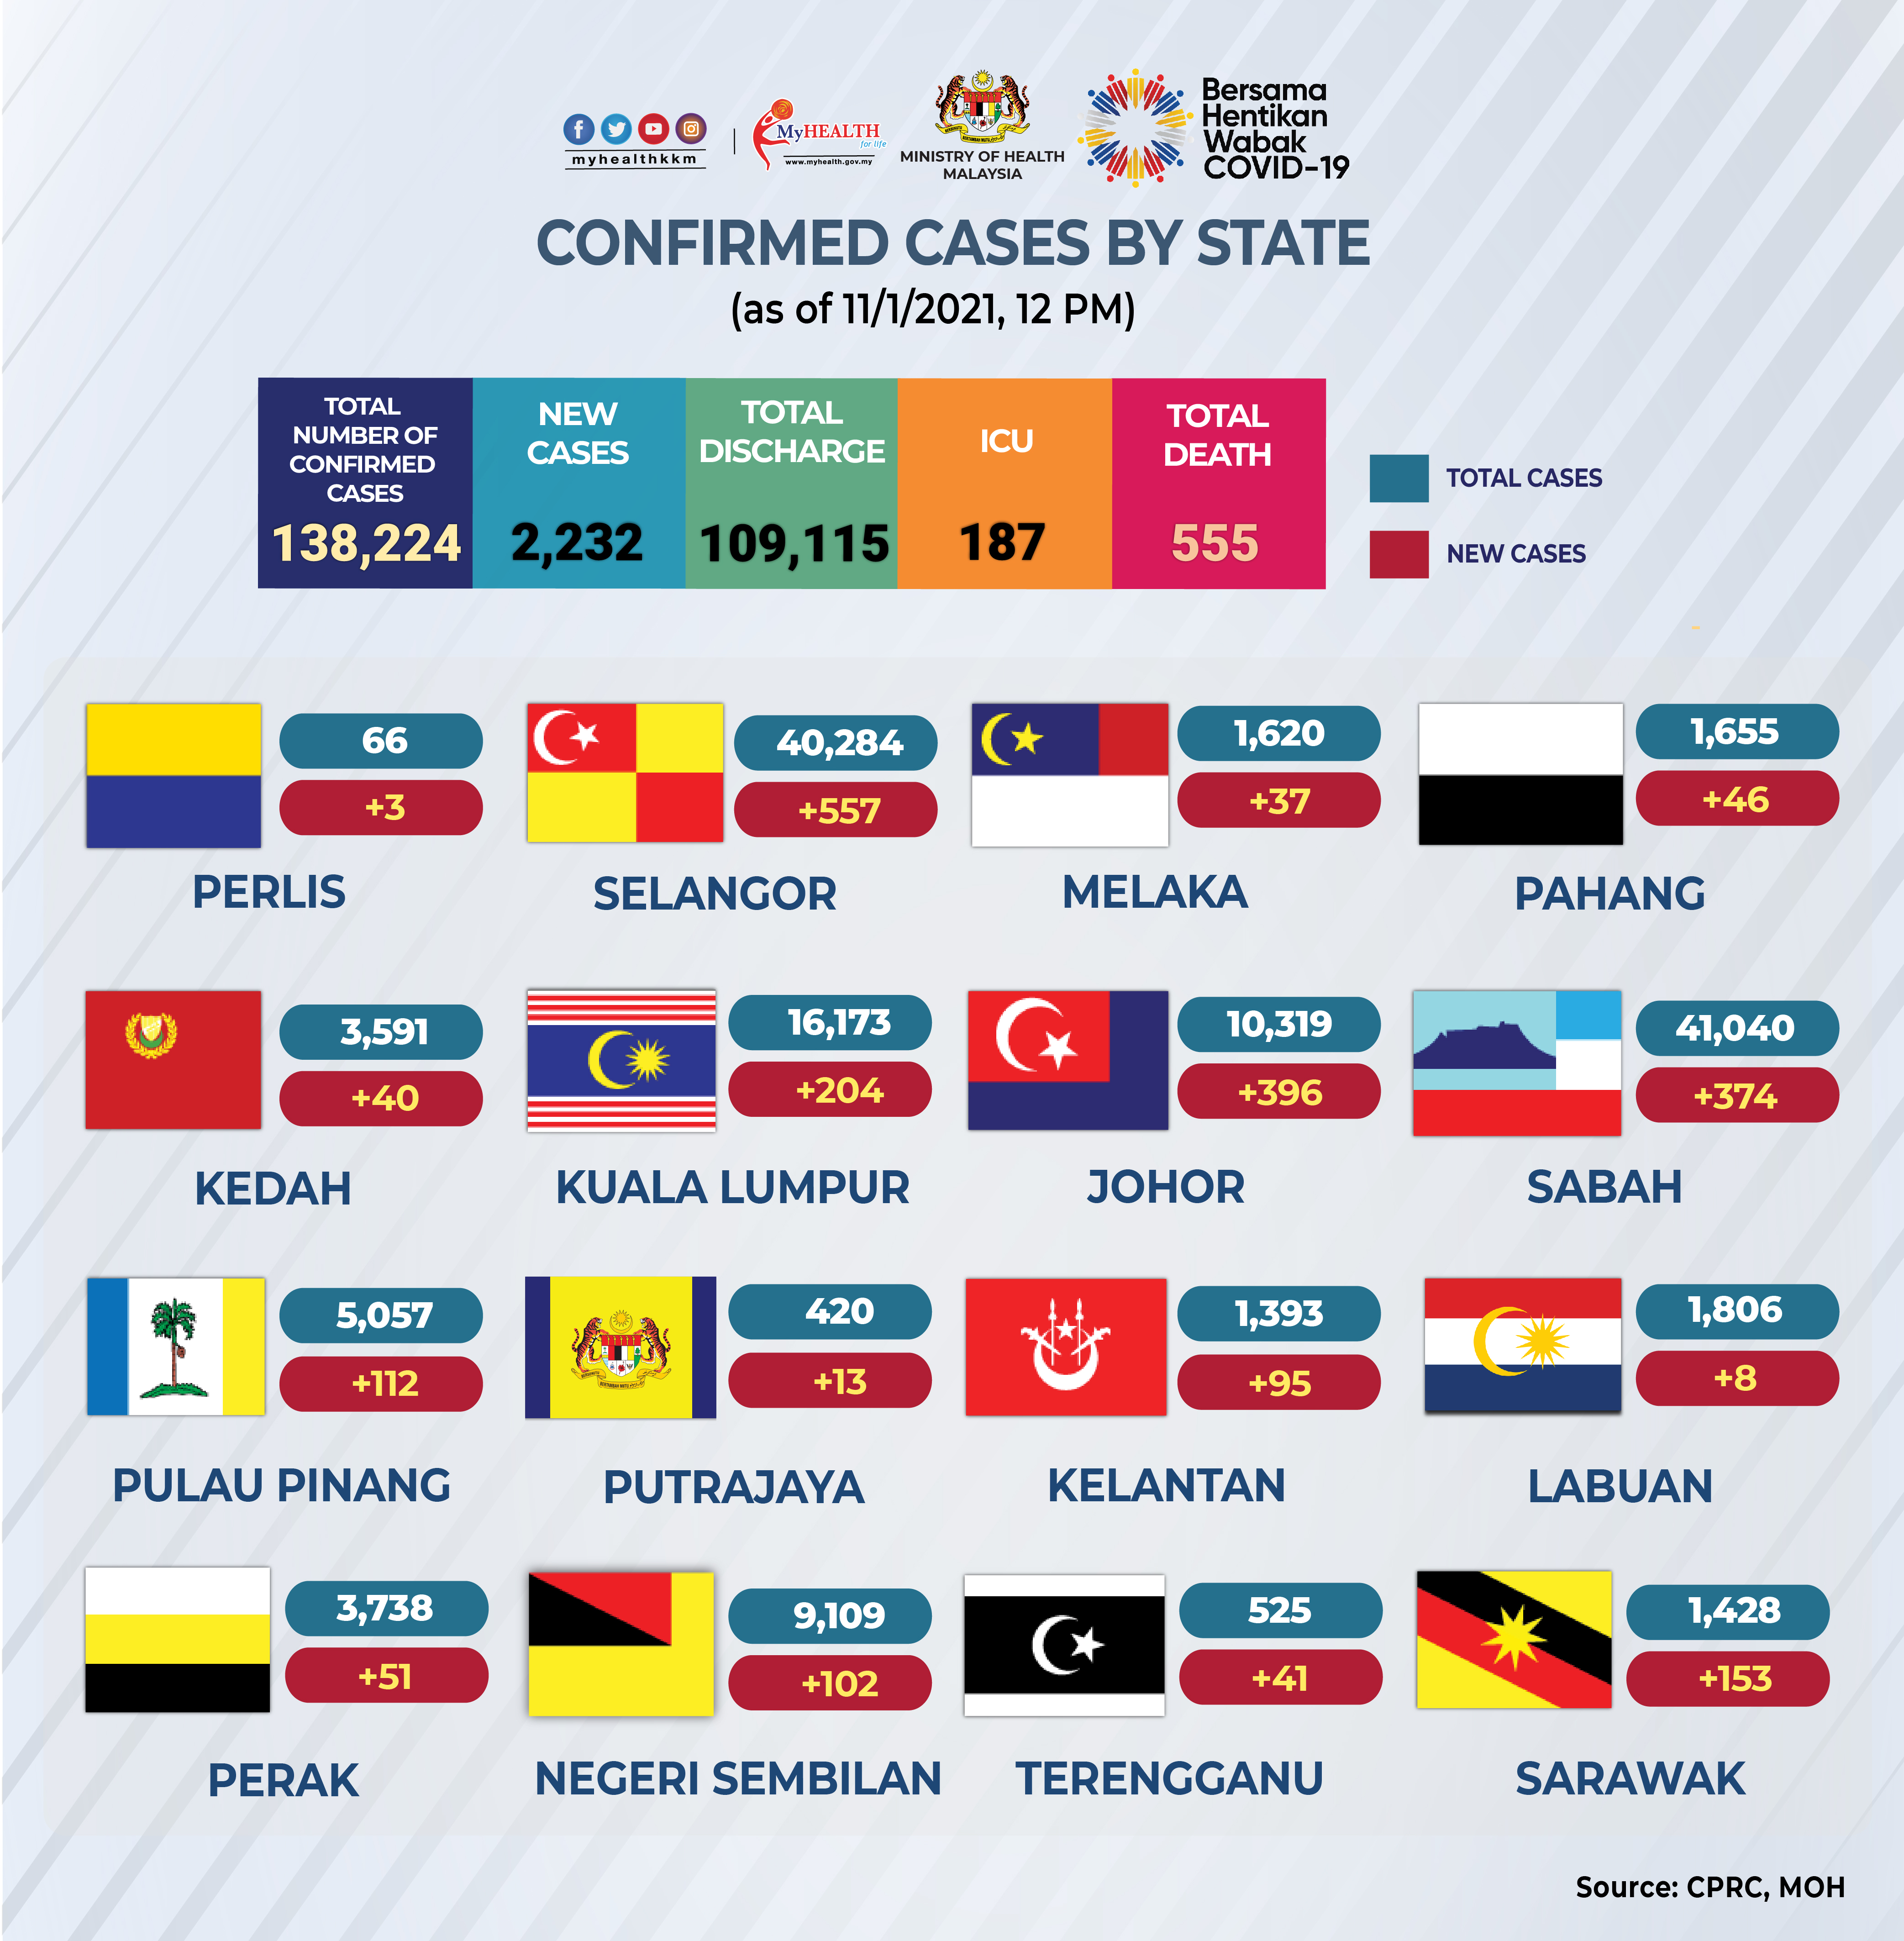 myhealthkkm
MyHEALTH
for life
www.myhealth.gov.my
MINISTRY OF HEALTH
MALAYSIA
Bersama
Hentikan
Wabak
COVID-19
CONFIRMED CASES BY STATE
(as of 11/1/2021, 12 PM)
TOTAL
NUMBER OF
CONFIRMED
CASES
138,224
NEW
CASES
2,232
TOTAL
DISCHARGE
109,115
ICU
187
TOTAL
DEATH
555
TOTAL CASES
NEW CASES
66
+3
PERLIS
40,284
+557
SELANGOR
1,620
+37
MELAKA
1,655
+46
PAHANG
3,591
+40
KEDAH
16,173
+204
KUALA LUMPUR
10,319
+396
JOHOR
41,040
+374
SABAH
5,057
+112
PULAU PINANG
420
+13
PUTRAJAYA
1,393
+95
KELANTAN
1,806
+8
LABUAN
3,738
+51
PERAK
9,109
+102
NEGERI SEMBILAN
525
+41
TERENGGANU
1,428
+153
SARAWAK
Source: CPRC, MOH